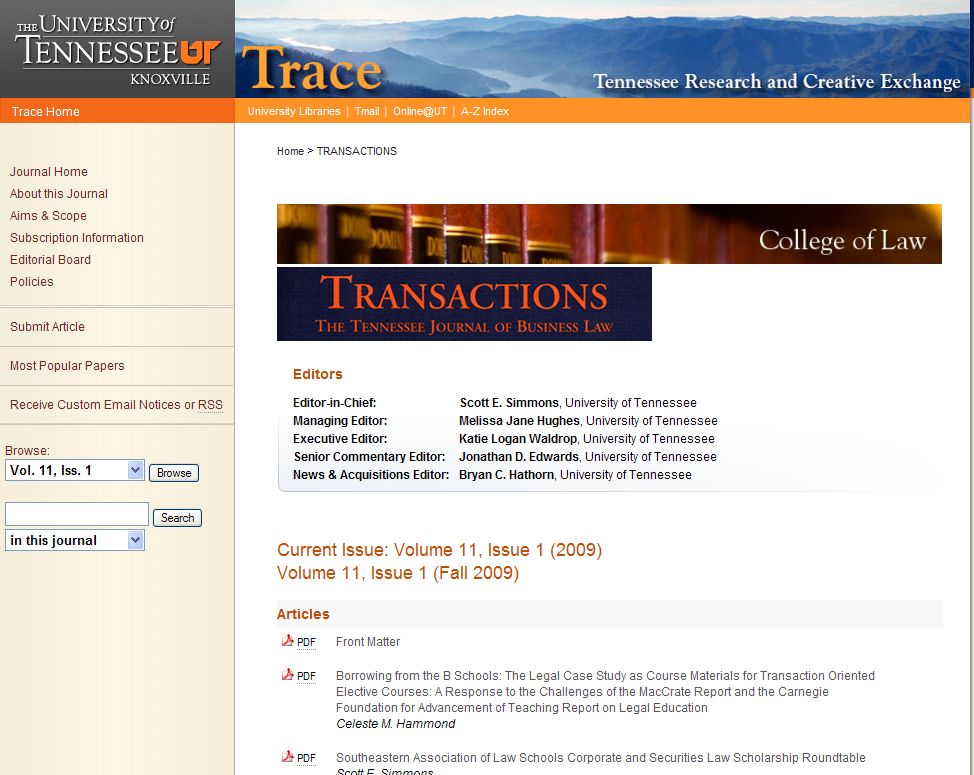 THE UNIVERSITY of
TENNESSEE UT
KNOXVILLE
Trace
Tennessee Research and Creative Exchange
Trace Home
University Libraries | Tmail | Online@UT | A-Z Index
Home > TRANSACTIONS
Journal Home
About this Journal
Aims & Scope
Subscription Information
Editorial Board
Policies
Submit Article
Most Popular Papers
Receive Custom Email Notices or RSS
Browse:
Vol. 11, Iss. 1
Browse
Search
in this journal
DOMINI
DOM
DOM
DOM
College of Law
TRANSACTIONS
THE TENNESSEE JOURNAL OF BUSINESS LAW
Editors
Editor-in-Chief: Scott E. Simmons, University of Tennessee
Managing Editor: Melissa Jane Hughes, University of Tennessee
Executive Editor: Katie Logan Waldrop, University of Tennessee
Senior Commentary Editor: Jonathan D. Edwards, University of Tennessee
News & Acquisitions Editor: Bryan C. Hathorn, University of Tennessee
Current Issue: Volume 11, Issue 1 (2009)
Volume 11, Issue 1 (Fall 2009)
Articles
PDF Front Matter
PDF Borrowing from the B Schools: The Legal Case Study as Course Materials for Transaction Oriented
Elective Courses: A Response to the Challenges of the MacCrate Report and the Carnegie
Foundation for Advancement of Teaching Report on Legal Education
Celeste M. Hammond
PDF Southeastern Association of Law Schools Corporate and Securities Law Scholarship Roundtable
Scott E. Simmons